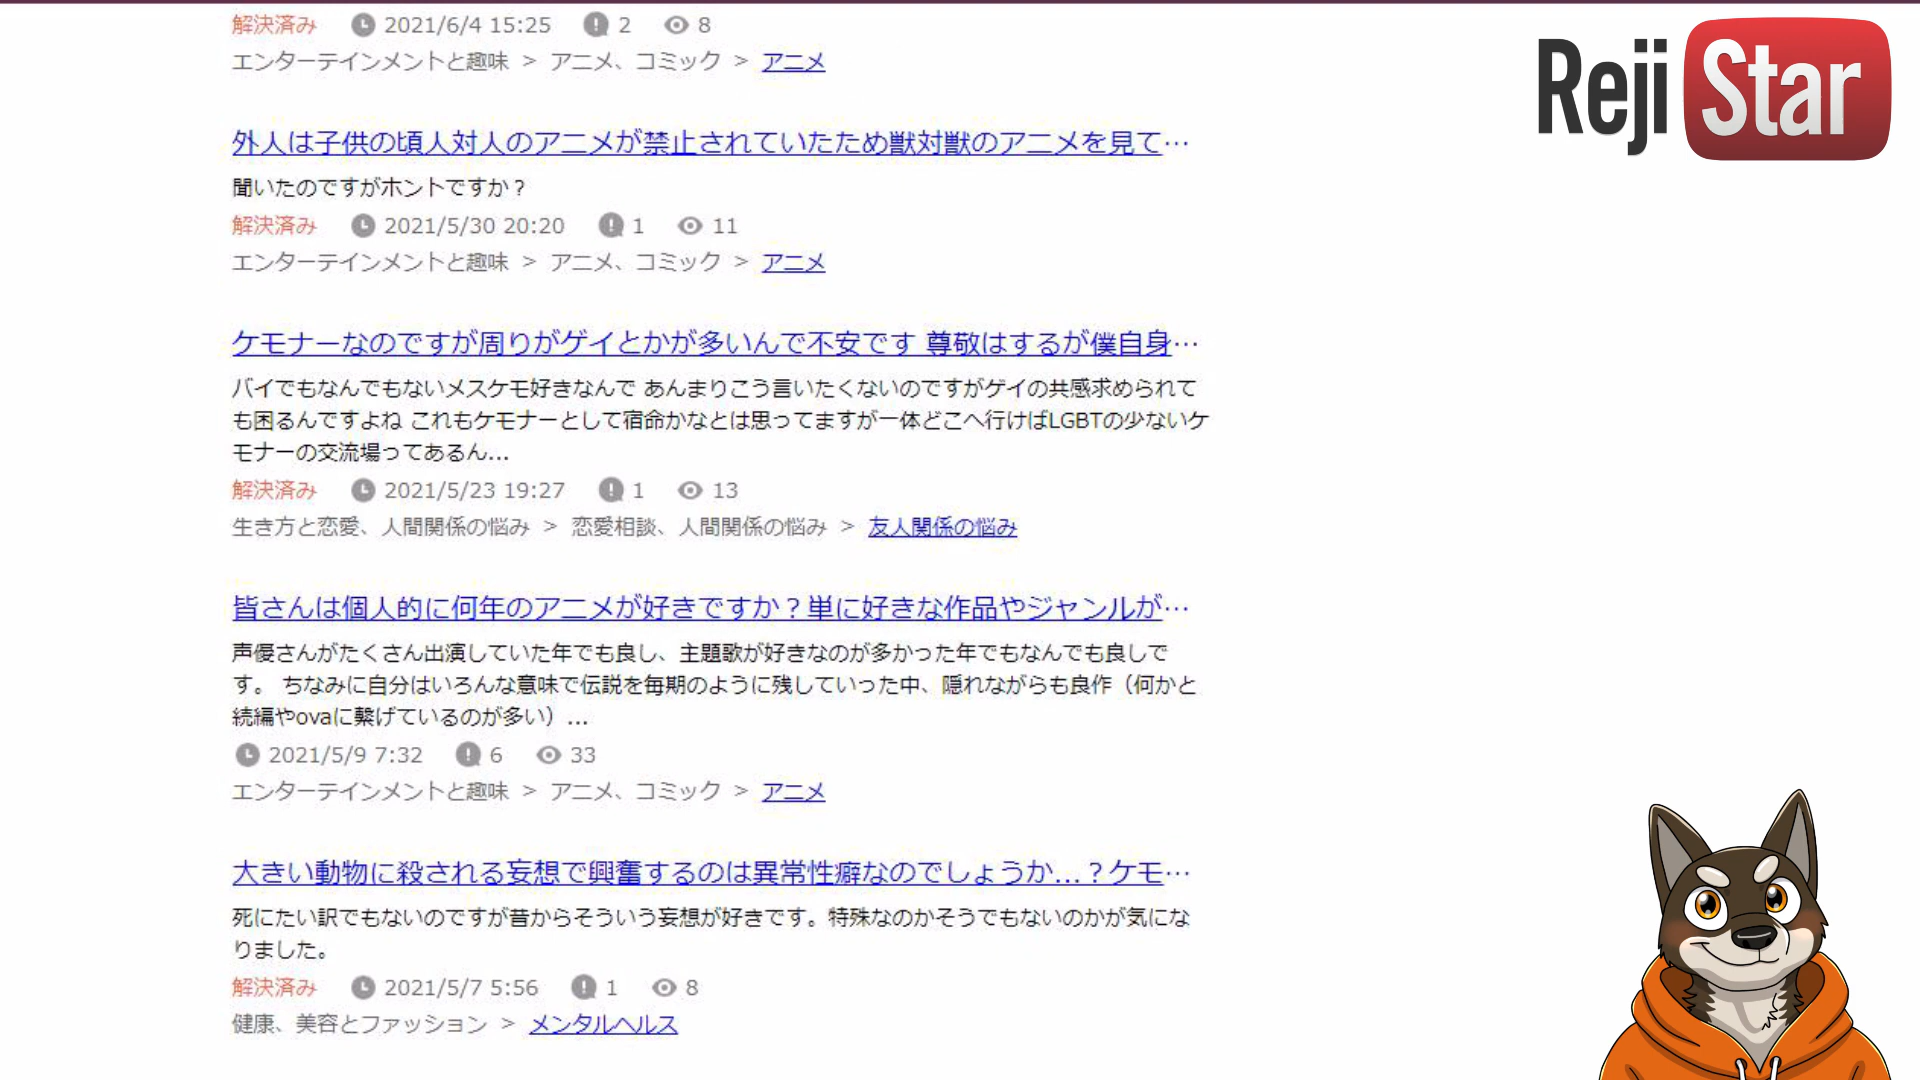 解決済み 2021/6/4 15:25 2 8
エンターテインメントと趣味 > アニメ、コミック > アニメ
Reji Star
外人は子供の頃人対人のアニメが禁止されていたため獣対獣のアニメを見て…
聞いたのですがホントですか？
解決済み 2021/5/30 20:20 1 11
エンターテインメントと趣味 > アニメ、コミック > アニメ
ケモナーなのですが周りがゲイとかが多いんで不安です 尊敬はするが僕自身…
バイでもなんでもないメスケモ好きなんで あんまりこう言いたくないのですがゲイの共感求められて
も困るんですよね これもケモナーとして宿命かなとは思ってますが一体どこへ行けばLGBTの少ないケ
モナーの交流場ってあるん...
解決済み 2021/5/23 19:27 1 13
生き方と恋愛、人間関係の悩み > 恋愛相談、人間関係の悩み > 友人関係の悩み
皆さんは個人的に何年のアニメが好きですか？単に好きな作品やジャンルが…
声優さんがたくさん出演していた年でも良し、主題歌が好きなのが多かった年でもなんでも良しで
す。 ちなみに自分はいろんな意味で伝説を毎期のように残していった中、隠れながらも良作（何かと
続編やovaに繋げているのが多い）...
2021/5/9 7:32 6 33
エンターテインメントと趣味 > アニメ、コミック > アニメ
大きい動物に殺される妄想で興奮するのは異常性癖なのでしょうか...？ケモ…
死にたい訳でもないのですが昔からそういう妄想が好きです。特殊なのかそうでもないのかが気にな
りました。
解決済み 2021/5/7 5:56 1 8
健康、美容とファッション > メンタルヘルス